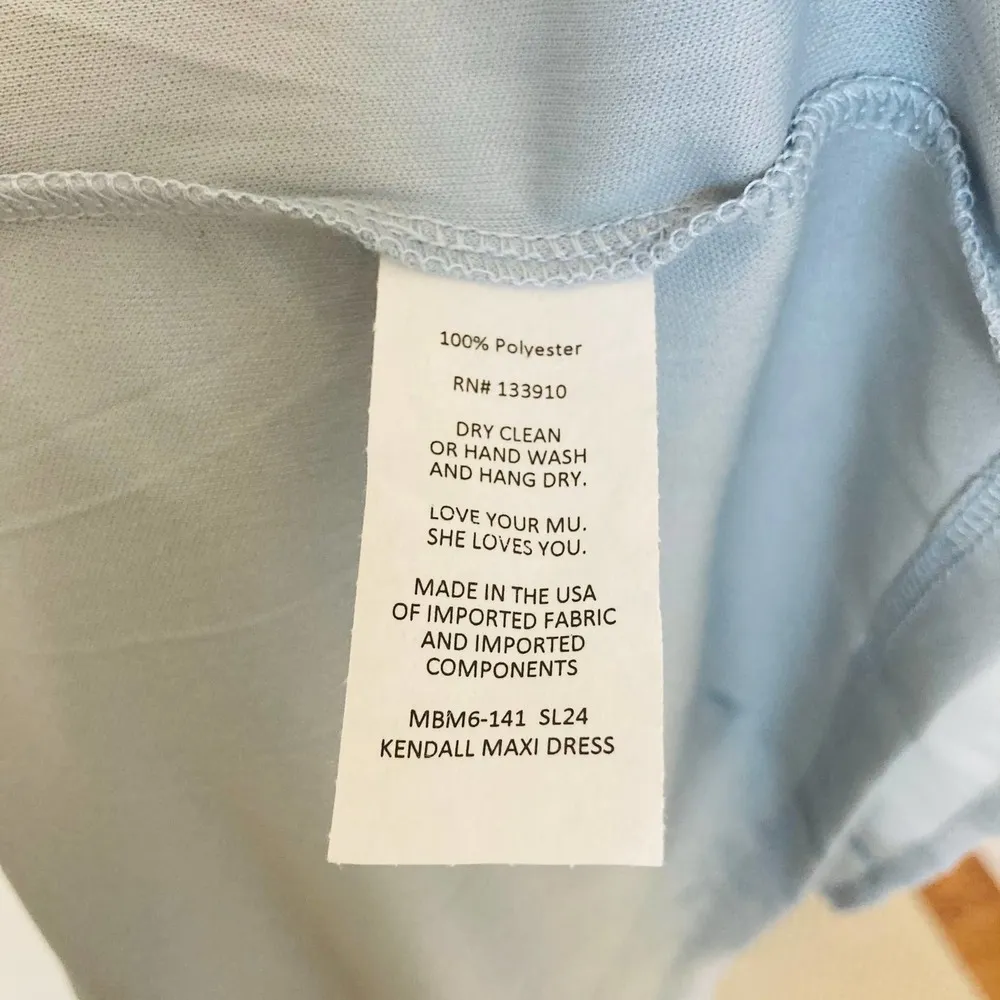 100% Polyester
RN# 133910
DRY CLEAN
OR HAND WASH
AND HANG DRY.
LOVE YOUR MU.
SHE LOVES YOU.
MADE IN THE USA
OF IMPORTED FABRIC
AND IMPORTED
COMPONENTS
MBM6-141 SL24
KENDALL MAXI DRESS